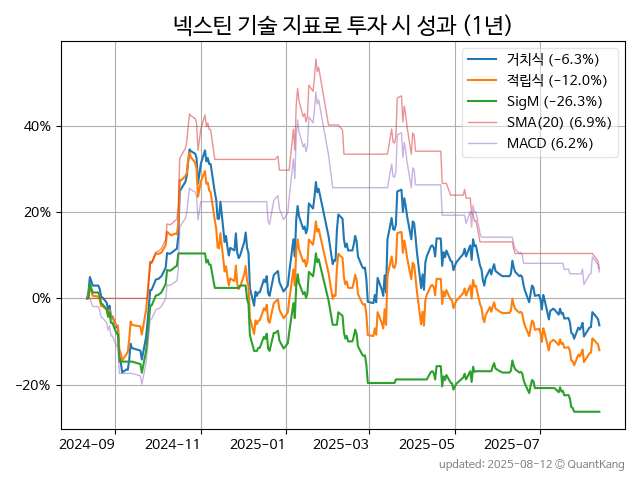 넥스틴 기술 지표로 투자 시 성과 (1년)
거치식 (−6.3%)
적립식 (−12.0%)
SigM (−26.3%)
SMA(20) (6.9%)
MACD (6.2%)
40%
20%
0%
−20%
2024-09 2024-11 2025-01 2025-03 2025-05 2025-07
updated: 2025-08-12 © QuantKang